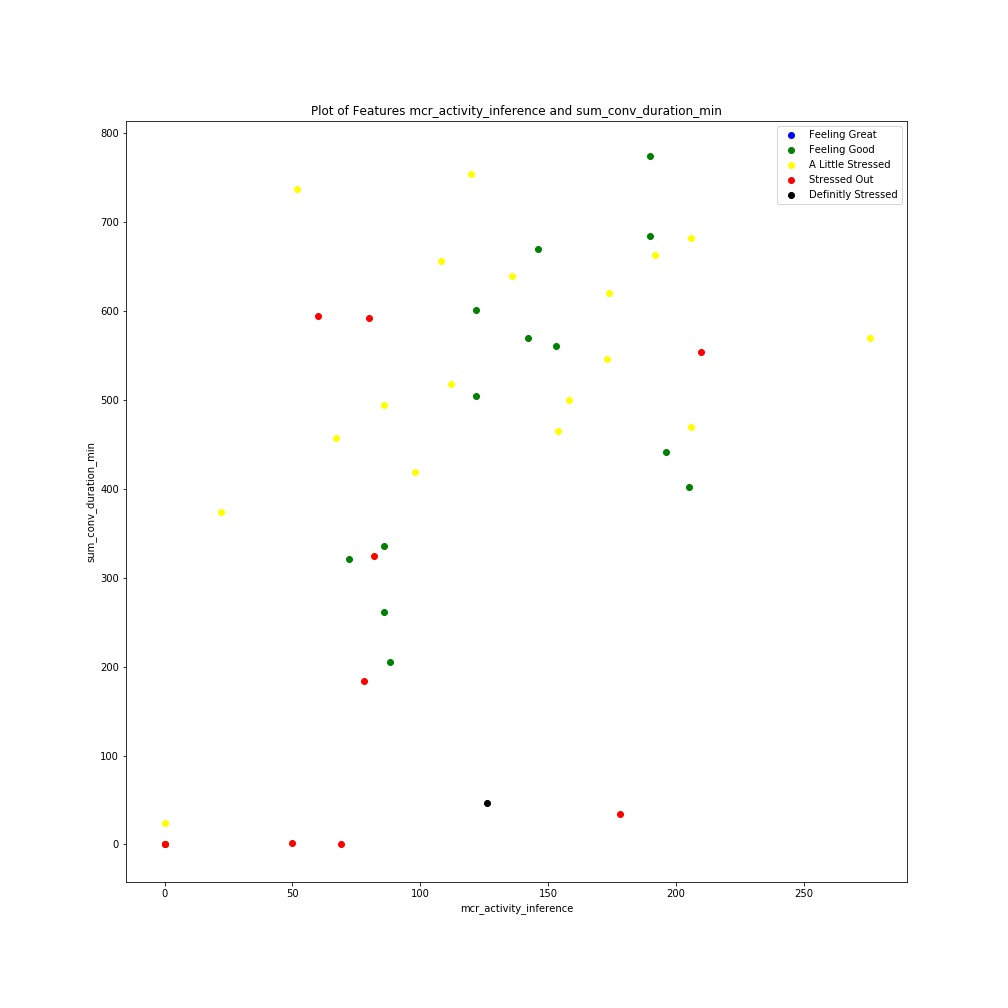 Plot of Features mcr_activity_inference and sum_conv_duration_min
Feeling Great
Feeling Good
A Little Stressed
Stressed Out
Definitly Stressed
800
700
600
500
400
300
200
100
0
sum_conv_duration_min
0 50 100 150 200 250
mcr_activity_inference